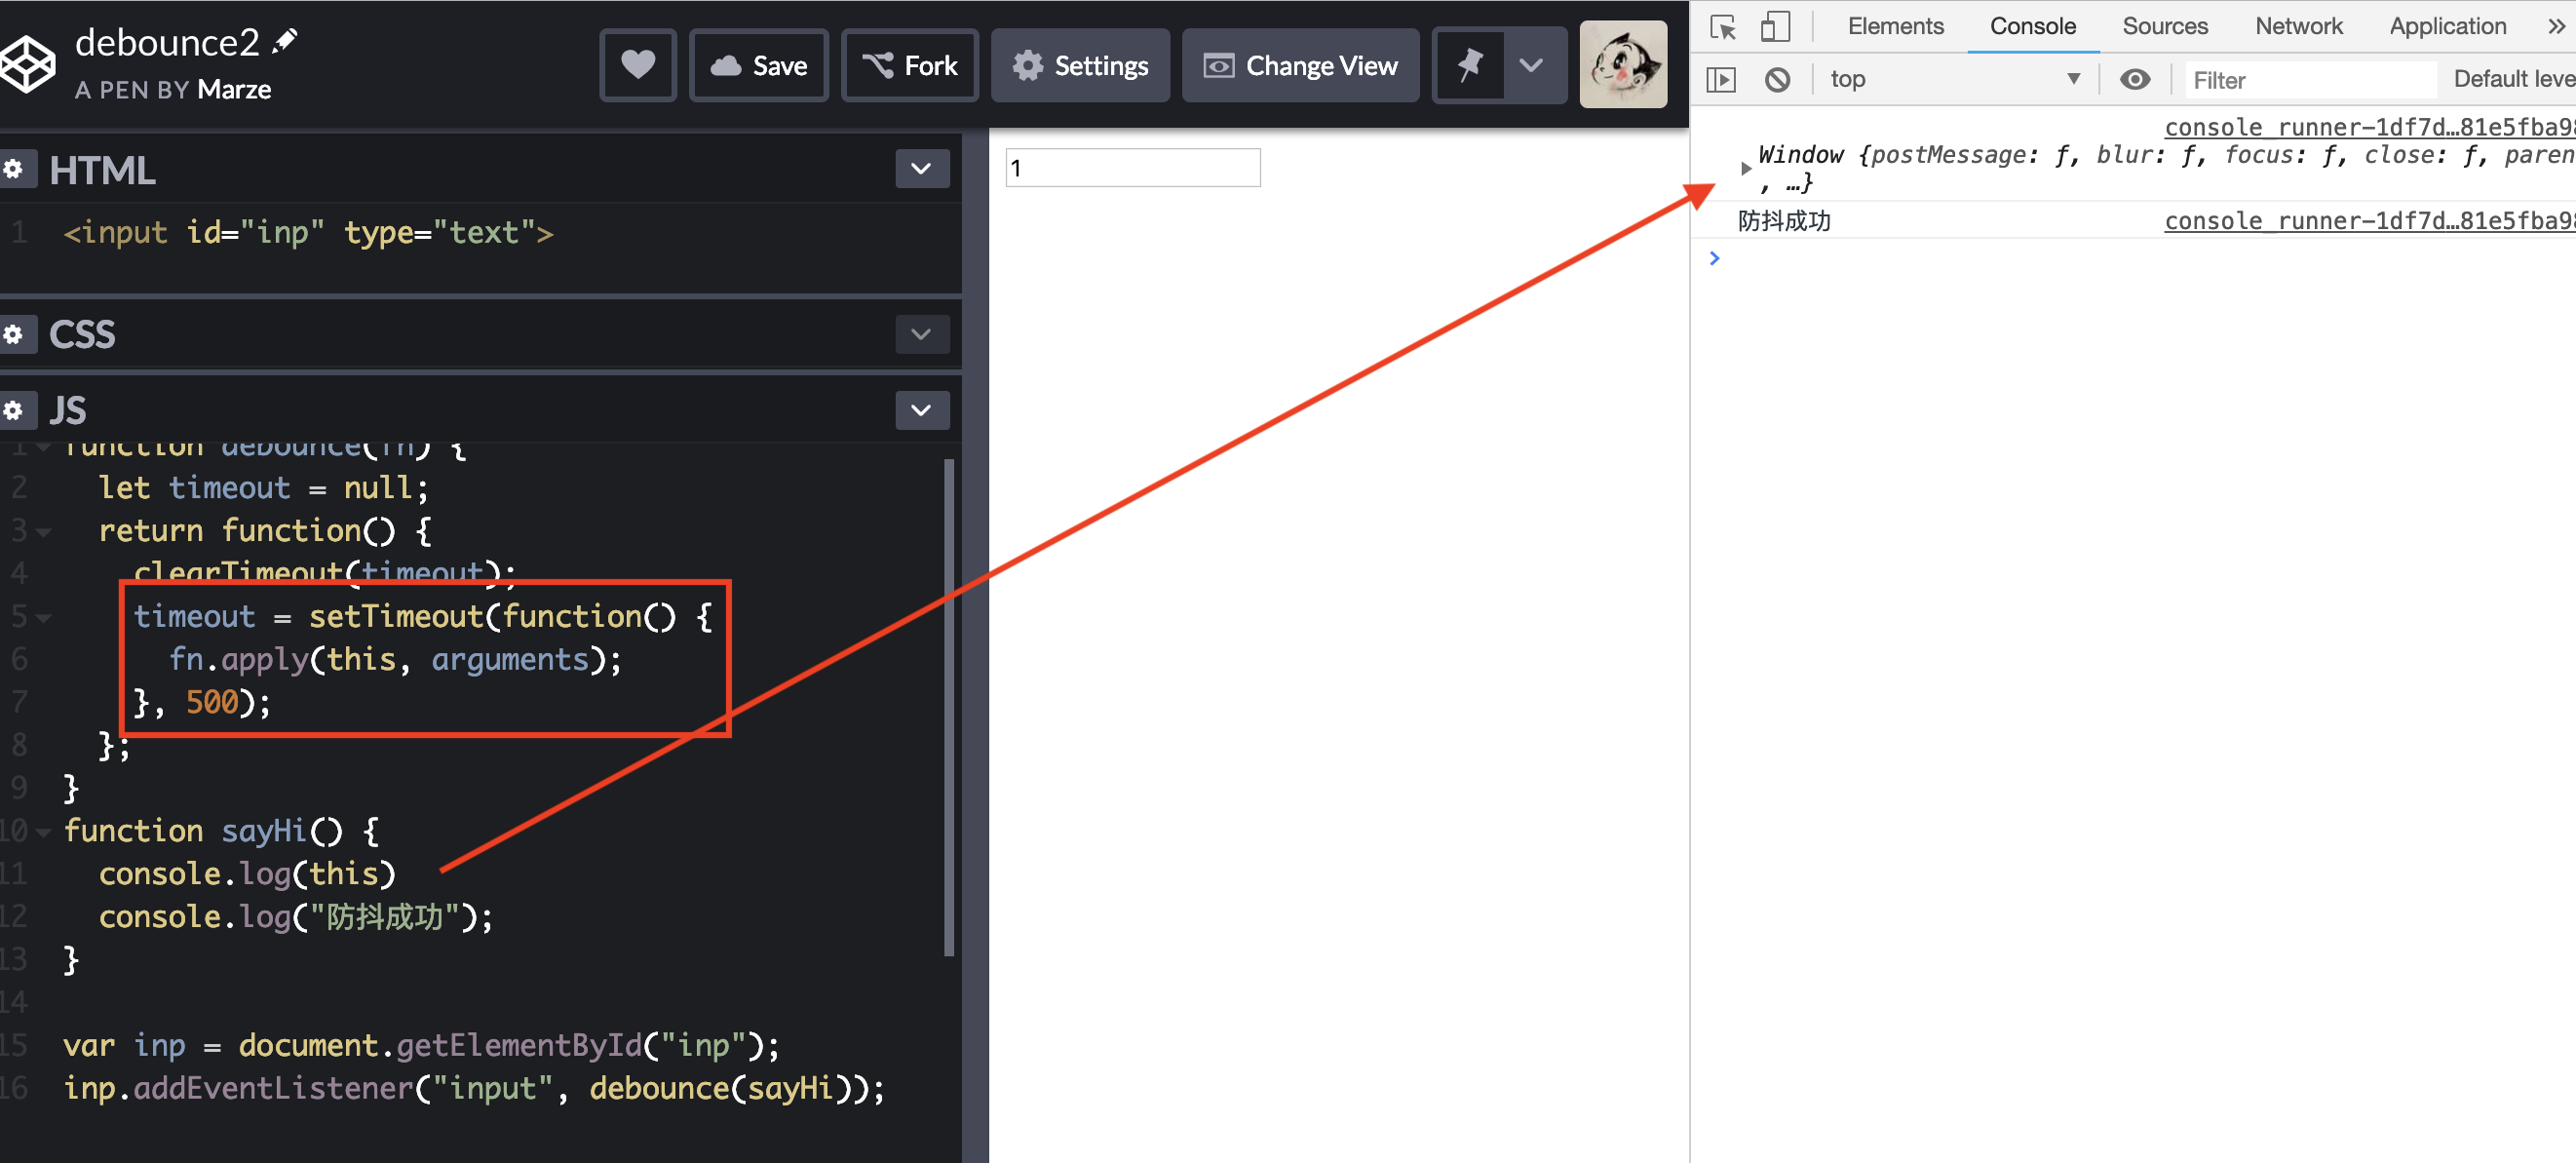 debounce2
A PEN BY Marze
Save
Fork
Settings
Change View
HTML
1 <input id="inp" type="text">
CSS
JS
1 function debounce(fn) {
2 let timeout = null;
3 return function() {
4 clearTimeout(timeout);
5 timeout = setTimeout(function() {
6 fn.apply(this, arguments);
7 }, 500);
8 };
9 }
10 function sayHi() {
11 console.log(this)
12 console.log("防抖成功");
13 }
14
15 var inp = document.getElementById("inp");
16 inp.addEventListener("input", debounce(sayHi));
1
Elements Console Sources Network Application »
top ▼ Filter Default leve
console_runner-1df7d…81e5fba98
Window {postMessage: ƒ, blur: ƒ, focus: ƒ, close: ƒ, paren
, …}
防抖成功 console_runner-1df7d…81e5fba98
>